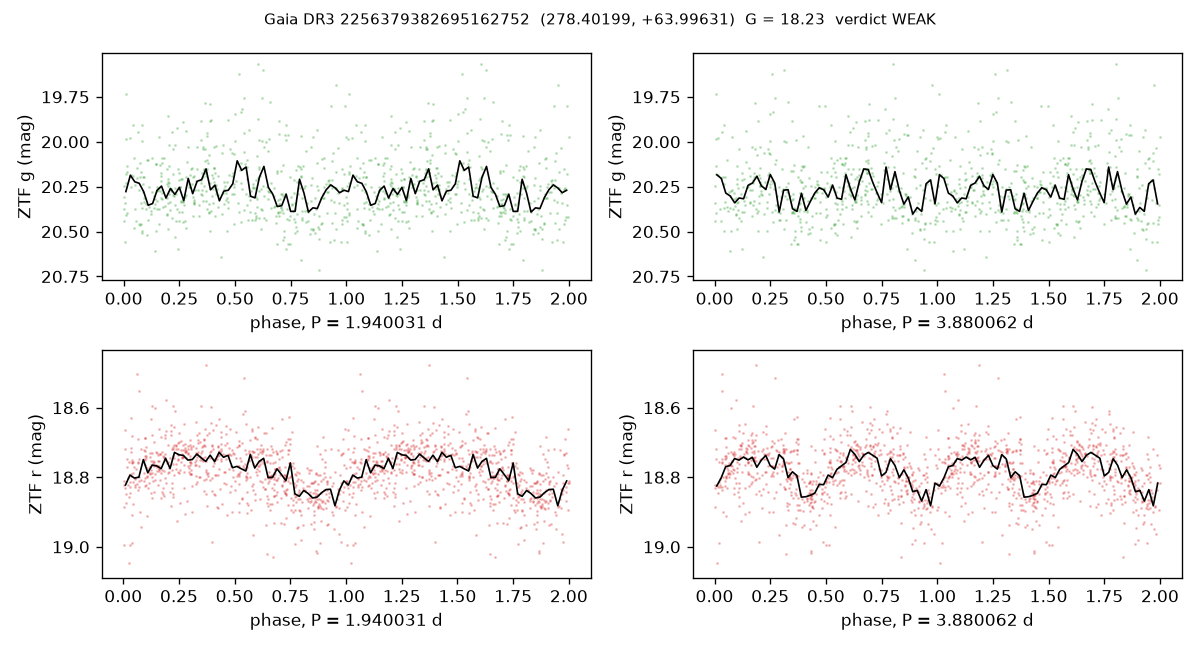 Gaia DR3 2256379382695162752  (278.40199, +63.99631)  G = 18.23  verdict WEAK
ZTF g (mag)
19.75
20.00
20.25
20.50
20.75
0.00 0.25 0.50 0.75 1.00 1.25 1.50 1.75 2.00
phase, P = 1.940031 d
ZTF g (mag)
19.75
20.00
20.25
20.50
20.75
0.00 0.25 0.50 0.75 1.00 1.25 1.50 1.75 2.00
phase, P = 3.880062 d
ZTF r (mag)
18.6
18.8
19.0
0.00 0.25 0.50 0.75 1.00 1.25 1.50 1.75 2.00
phase, P = 1.940031 d
ZTF r (mag)
18.6
18.8
19.0
0.00 0.25 0.50 0.75 1.00 1.25 1.50 1.75 2.00
phase, P = 3.880062 d